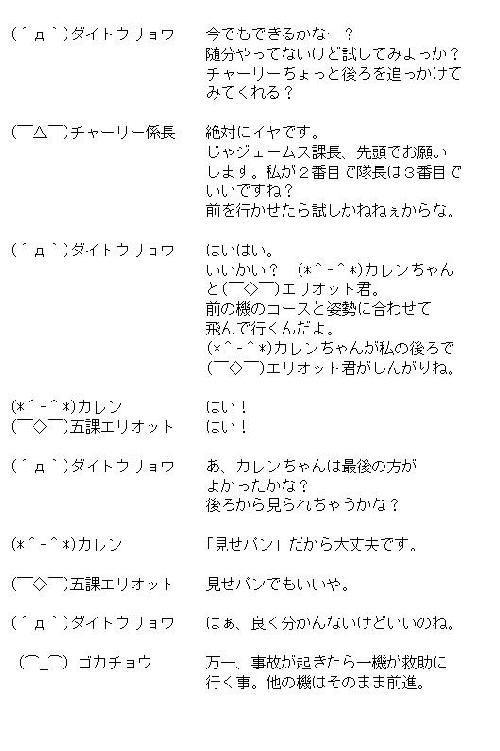 (´д｀)ダイトウリョウ　今でもできるかな－？
随分やってないけど試してみよっか？
チャーリーちょっと後ろを追っかけて
みてくれる？
(￣△￣)チャーリー係長　絶対にイヤです。
じゃジェームス課長、先頭でお願い
します。私が２番目で隊長は３番目で
いいですね？
前を行かせたら試しかねねぇからな。
(´д｀)ダイトウリョウ　はいはい。
いいかい？　(*＾-＾*)カレンちゃん
と(￣◇￣)エリオット君。
前の機のコースと姿勢に合わせて
飛んで行くんだよ。
(*＾-＾*)カレンちゃんが私の後ろで
(￣◇￣)エリオット君がしんがりね。
(*＾-＾*)カレン　はい！
(￣◇￣)五課エリオット　はい！
(´д｀)ダイトウリョウ　あ、カレンちゃんは最後の方が
よかったかな？
後ろから見られちゃうかな？
(*＾-＾*)カレン　「見せパン」だから大丈夫です。
(￣◇￣)五課エリオット　見せパンでもいいや。
(´д｀)ダイトウリョウ　はぁ、良く分かんないけどいいのね。
(⌒_⌒) ゴカチョウ　万一、事故が起きたら一機が救助に
行く事。他の機はそのまま前進。